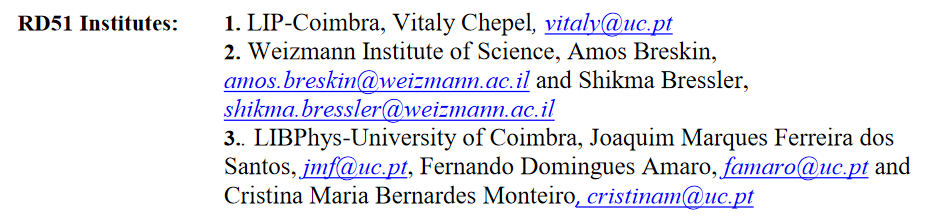 RD51 Institutes: 1. LIP-Coimbra, Vitaly Chepel, vitaly@uc.pt
2. Weizmann Institute of Science, Amos Breskin,
amos.breskin@weizmann.ac.il and Shikma Bressler,
shikma.bressler@weizmann.ac.il
3.. LIBPhys-University of Coimbra, Joaquim Marques Ferreira dos
Santos, jmf@uc.pt, Fernando Domingues Amaro, famaro@uc.pt and
Cristina Maria Bernardes Monteiro, cristinam@uc.pt